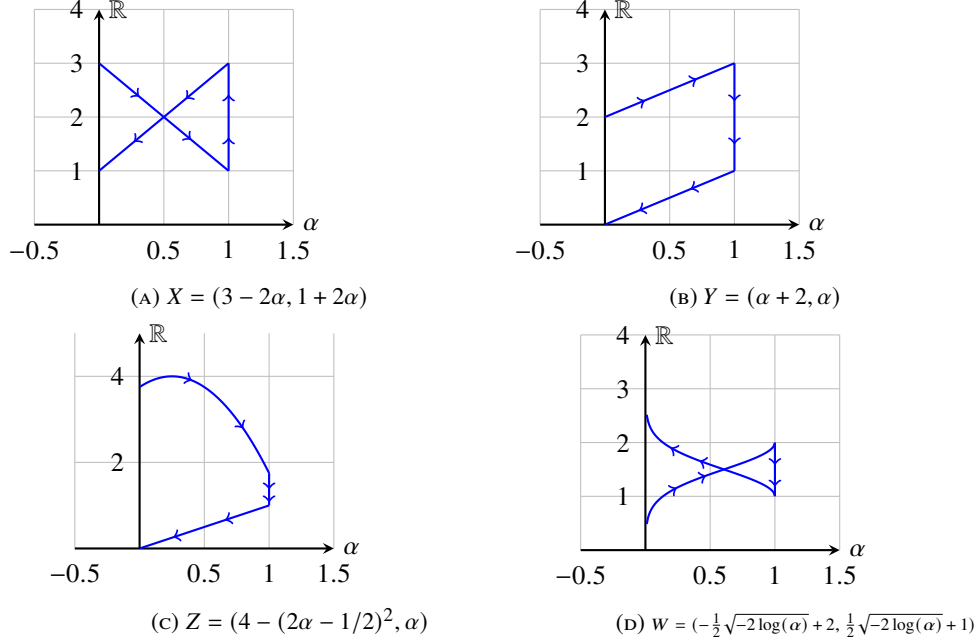 4 ℝ
3
2
1
α
−0.5 0.5 1 1.5
(A) X = (3 − 2α, 1 + 2α)
4 ℝ
3
2
1
α
−0.5 0.5 1 1.5
(B) Y = (α + 2, α)
ℝ
4
2
α
−0.5 0.5 1 1.5
(C) Z = (4 − (2α − 1/2)², α)
4 ℝ
3
2
1
α
−0.5 0.5 1 1.5
(D) W = (−½√−2 log(α) + 2, ½√−2 log(α) + 1)